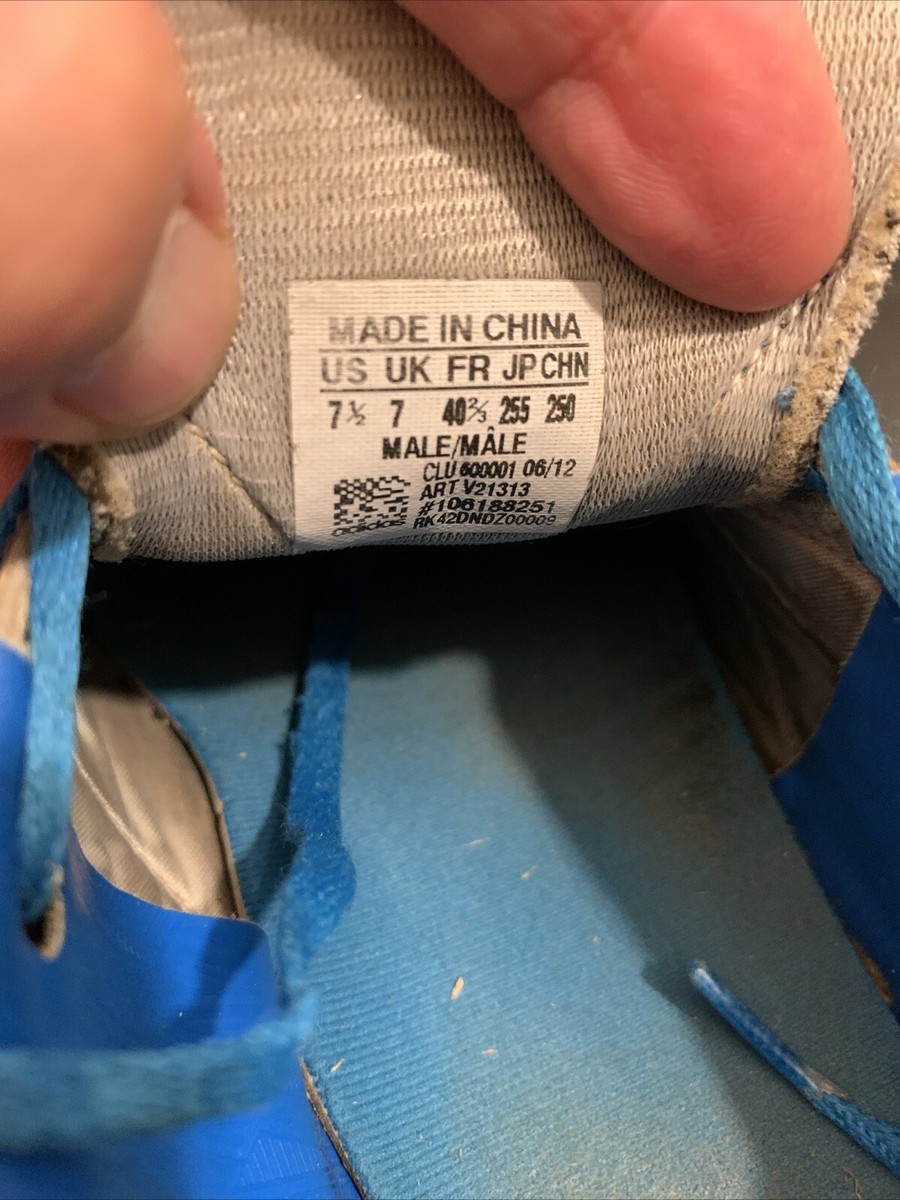 MADE IN CHINA
US UK FR JP CHN
7½ 7 40⅔ 255 250
MALE/MÂLE
CLU 600001 06/12
ART V21313
#106188251
RK42DNDZ00009
adidas